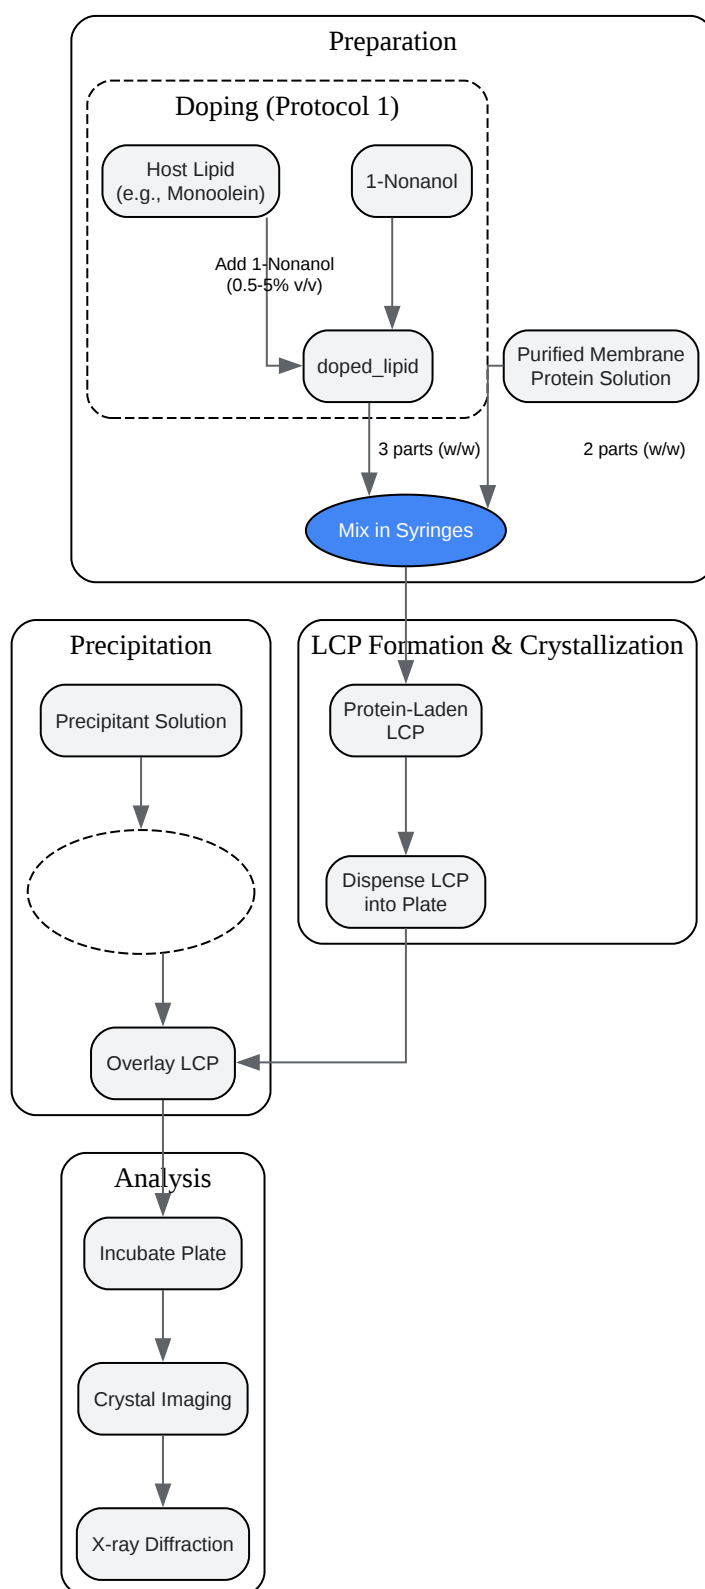 Preparation
Doping (Protocol 1)
Host Lipid
(e.g., Monoolein)
1-Nonanol
Add 1-Nonanol
(0.5-5% v/v)
doped_lipid
Purified Membrane
Protein Solution
3 parts (w/w)
2 parts (w/w)
Mix in Syringes
Precipitation
LCP Formation & Crystallization
Precipitant Solution
Protein-Laden
LCP
Dispense LCP
into Plate
Overlay LCP
Analysis
Incubate Plate
Crystal Imaging
X-ray Diffraction